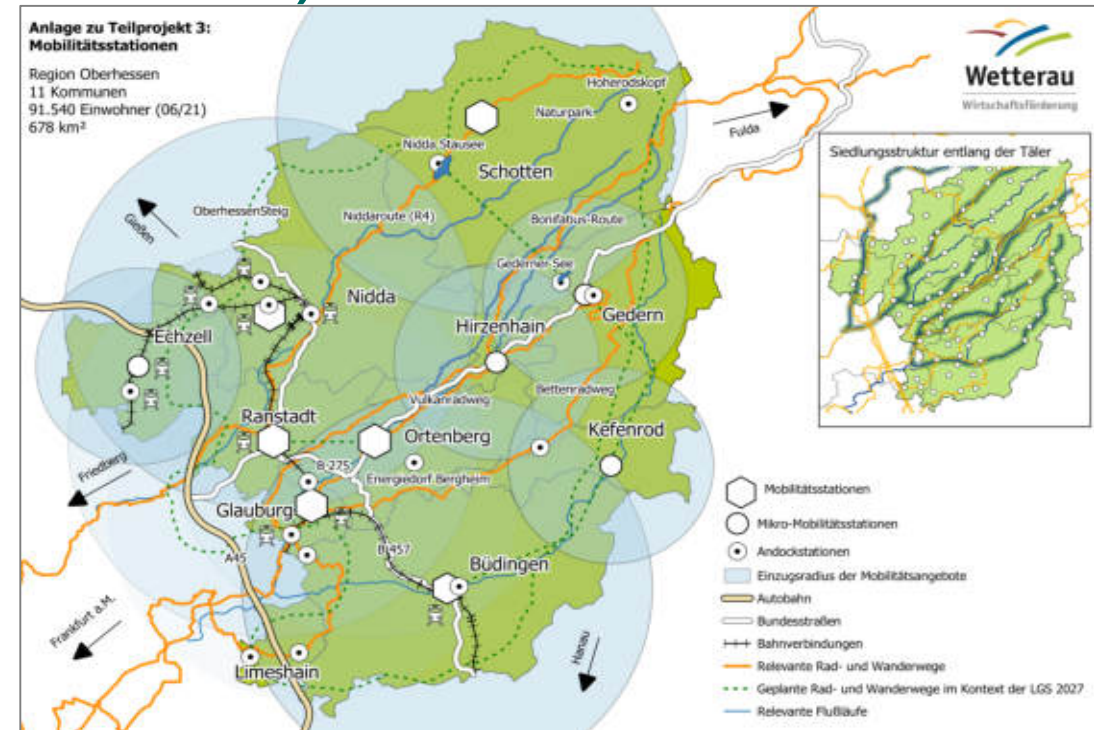 Anlage zu Teilprojekt 3:
Mobilitätsstationen
Region Oberhessen
11 Kommunen
91.540 Einwohner (06/21)
678 km²
Wetterau
Wirtschaftsförderung
Hoherodskopf
Naturpark
Fulda
Nidda Stausee
Schotten
Siedlungsstruktur entlang der Täler
OberhessenSteig
Niddaroute (R4)
Bonifatius-Route
Gießen
Gederner-See
Nidda
Echzell
Hirzenhain
Gedern
Bettenradweg
Vulkanradweg
Ranstadt
Ortenberg
Kefenrod
B 275
Friedberg
Energiedorf Bergheim
Mobilitätsstationen
Glauburg
Mikro-Mobilitätsstationen
B 457
Andockstationen
A45
Büdingen
Einzugsradius der Mobilitätsangebote
Autobahn
Frankfurt a.M.
Bundesstraßen
Hanau
Bahnverbindungen
Limeshain
Relevante Rad- und Wanderwege
Geplante Rad- und Wanderwege im Kontext der LGS 2027
Relevante Flußläufe